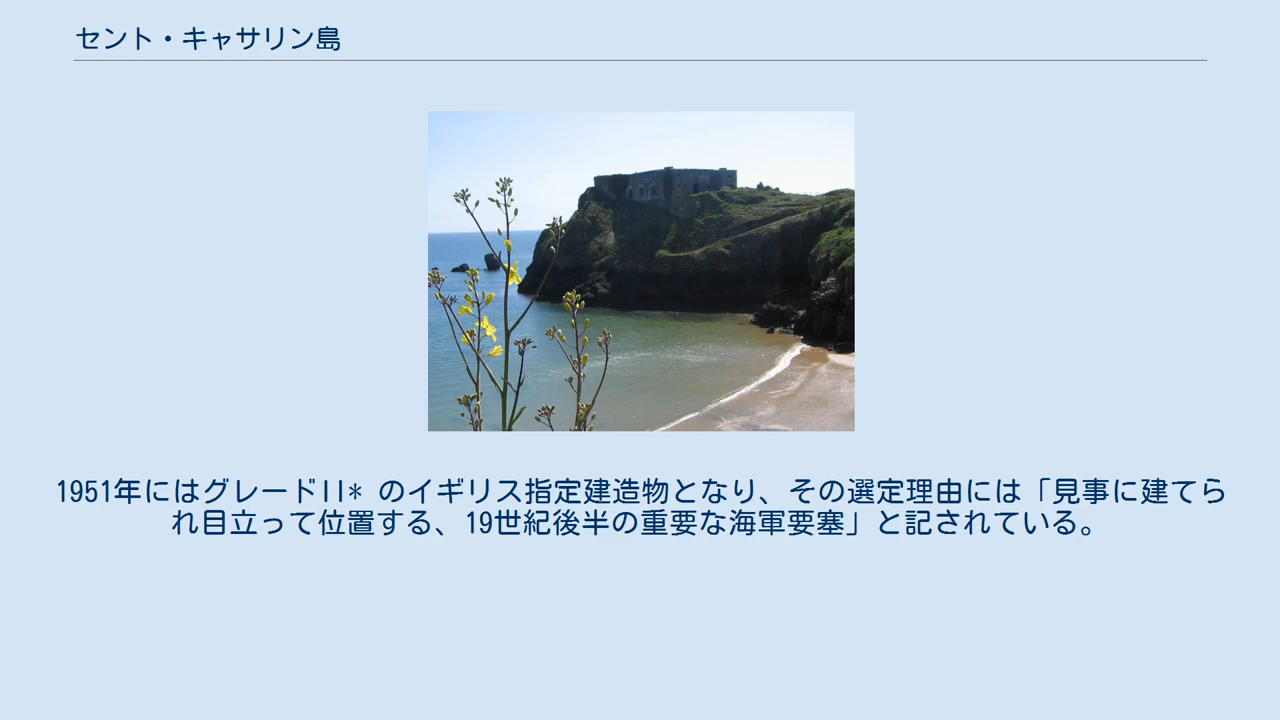 セント・キャサリン島
1951年にはグレードII* のイギリス指定建造物となり、その選定理由には「見事に建てら
れ目立って位置する、19世紀後半の重要な海軍要塞」と記されている。